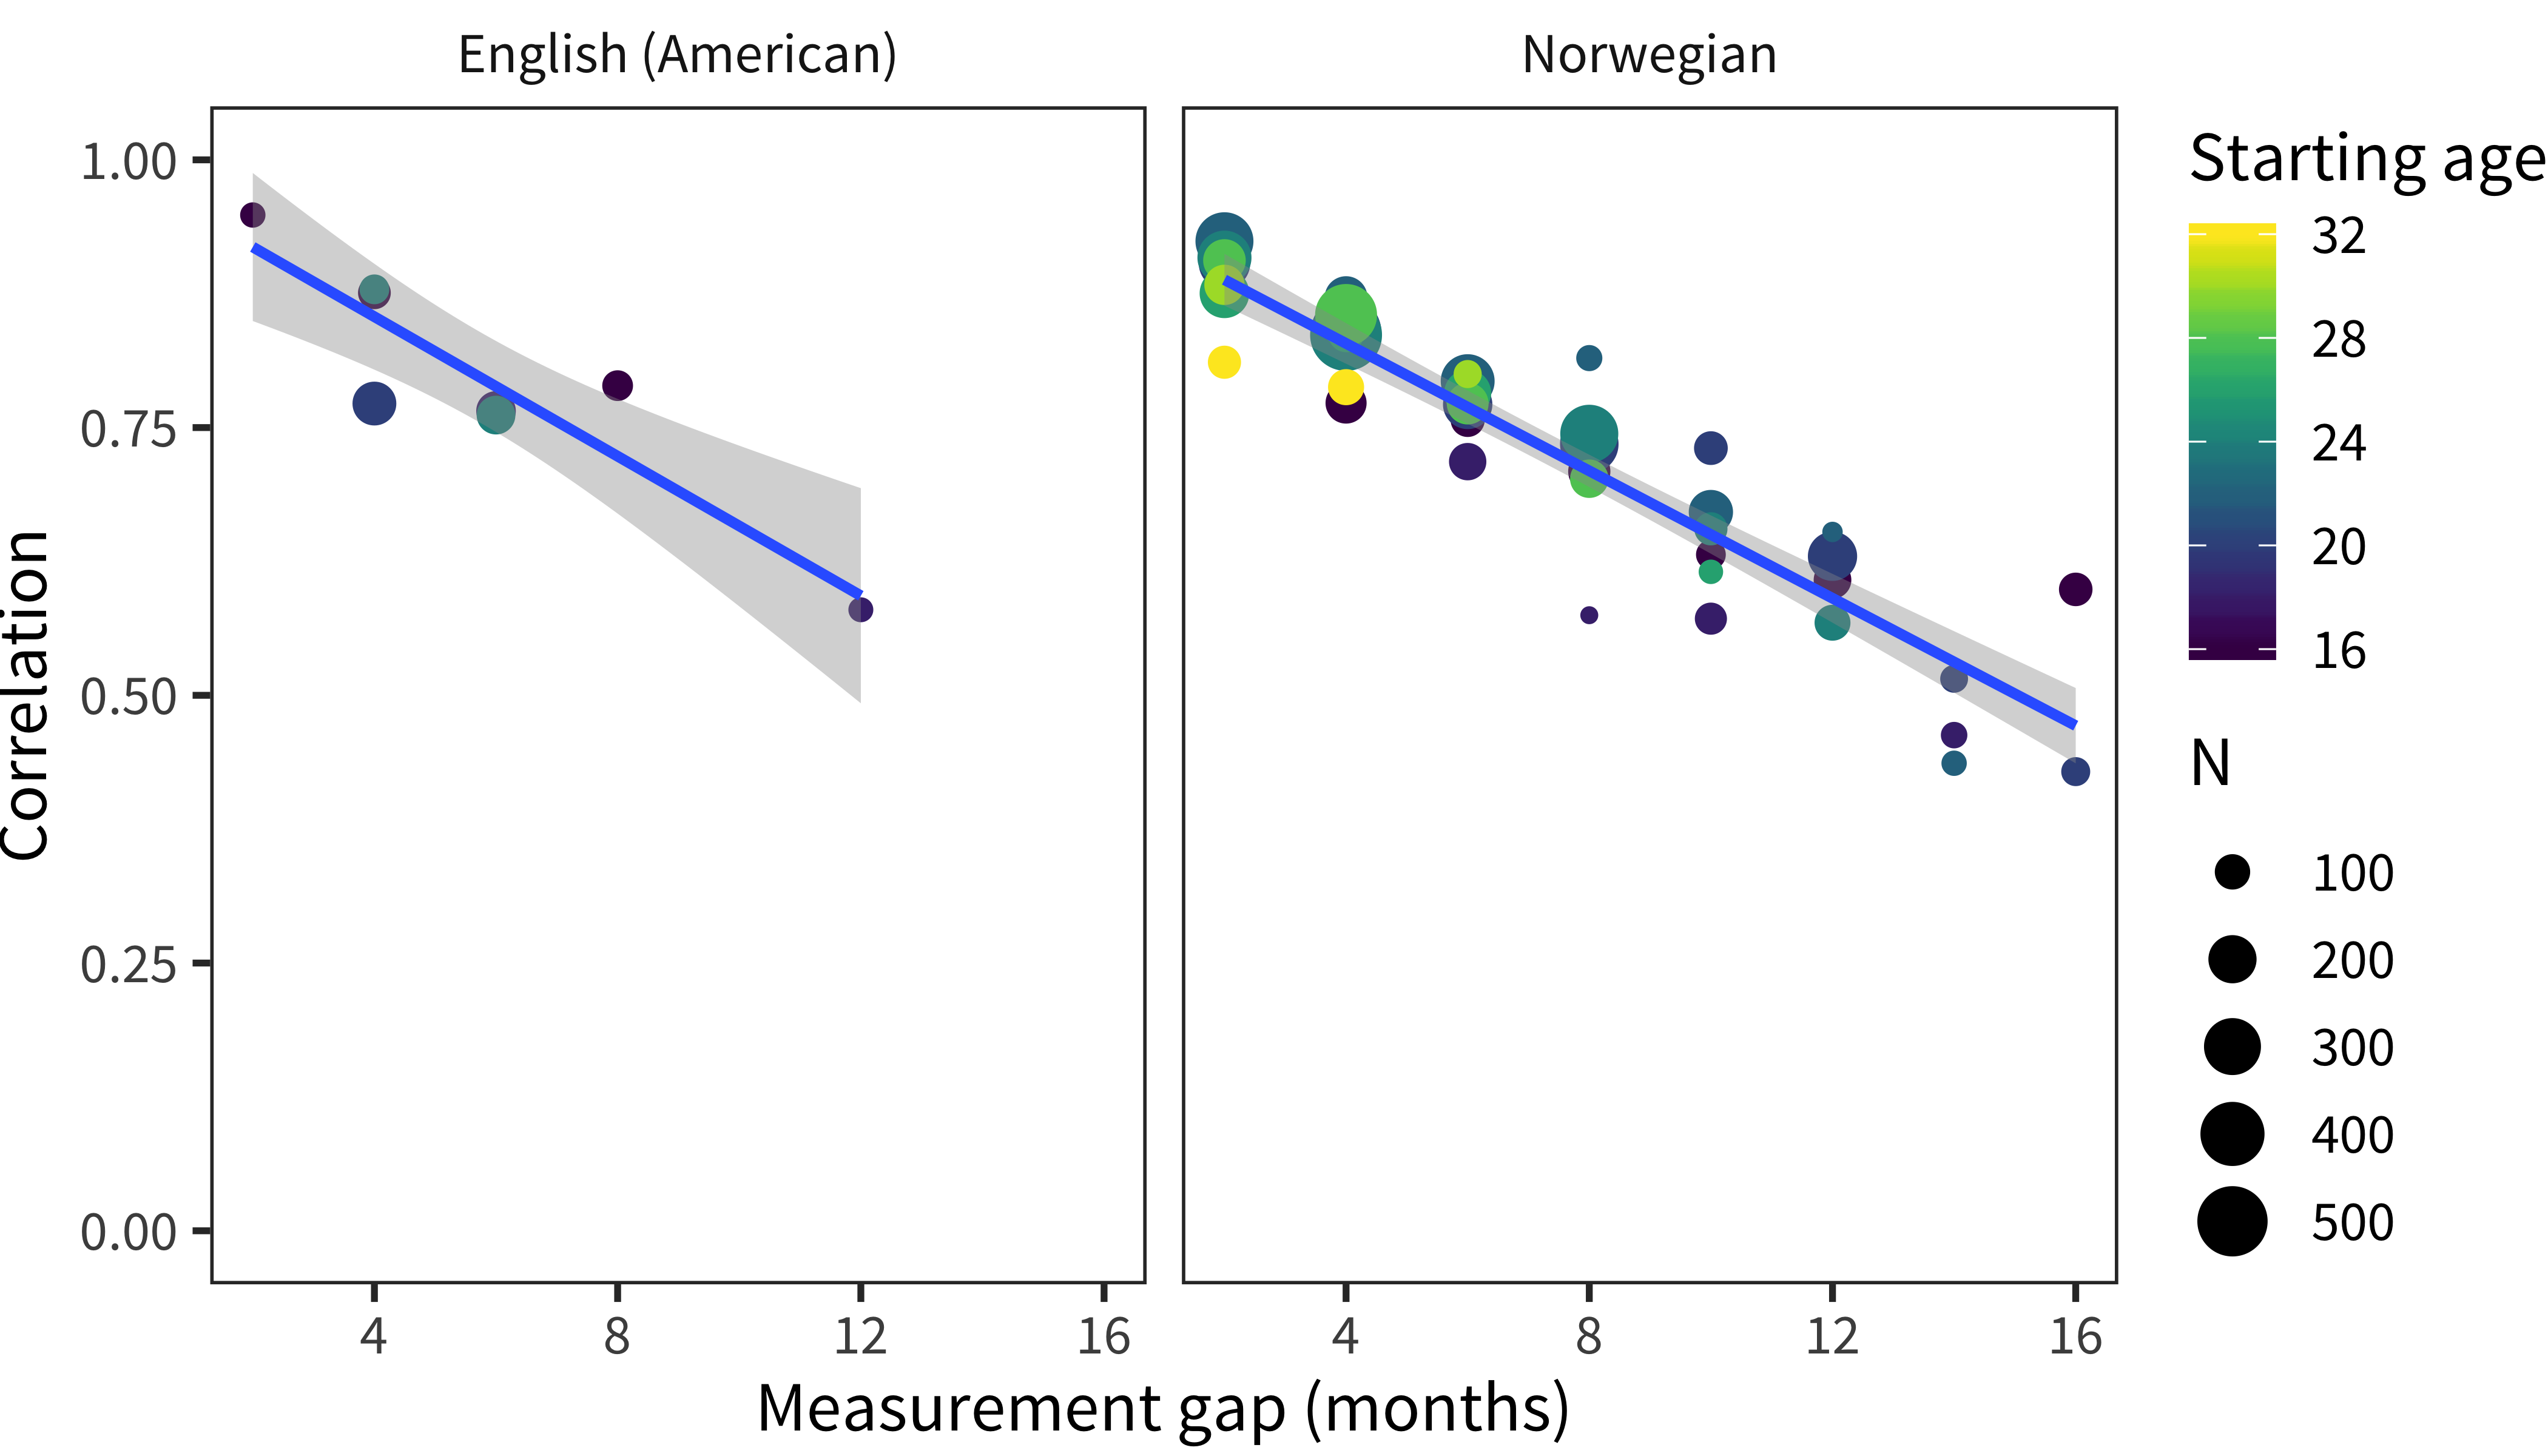 English (American)
Norwegian
Correlation
1.00
0.75
0.50
0.25
0.00
4 8 12 16
4 8 12 16
Measurement gap (months)
Starting age
32
28
24
20
16
N
100
200
300
400
500